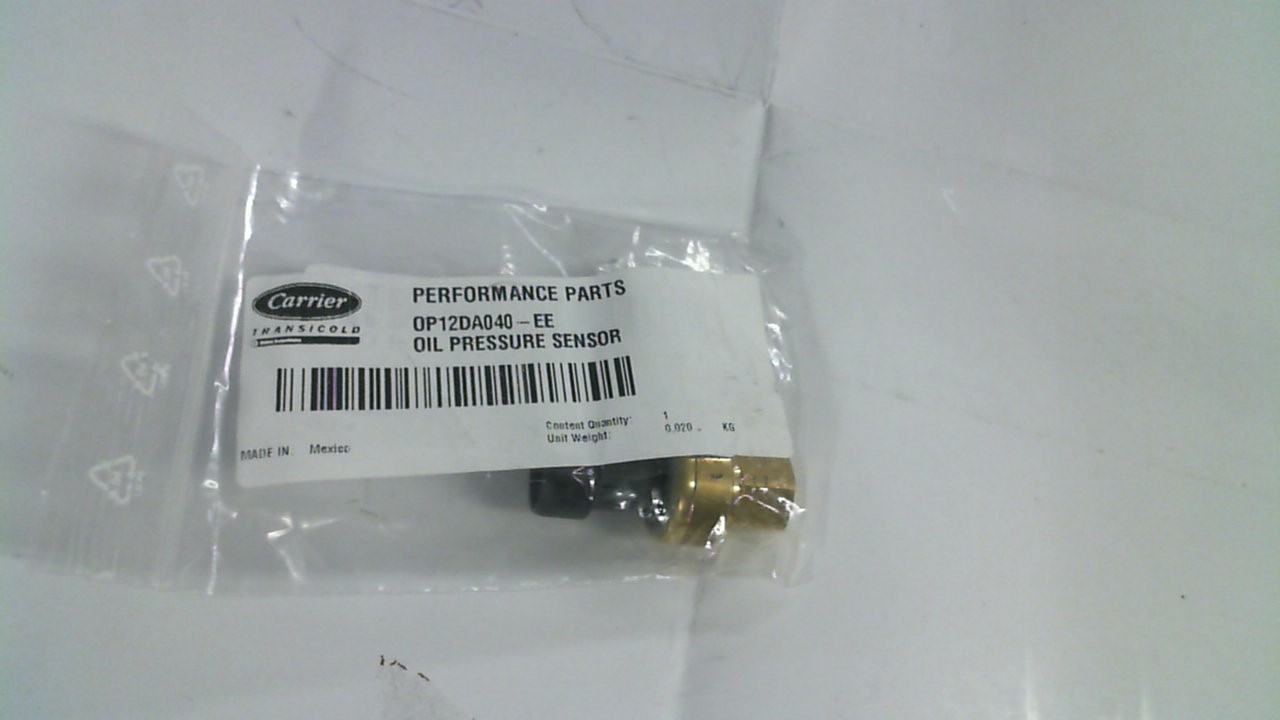 Carrier
TRANSICOLD
PERFORMANCE PARTS
OP12DA040-EE
OIL PRESSURE SENSOR
Content Quantity: 1
Unit Weight: 0.020 KG
MADE IN: Mexico